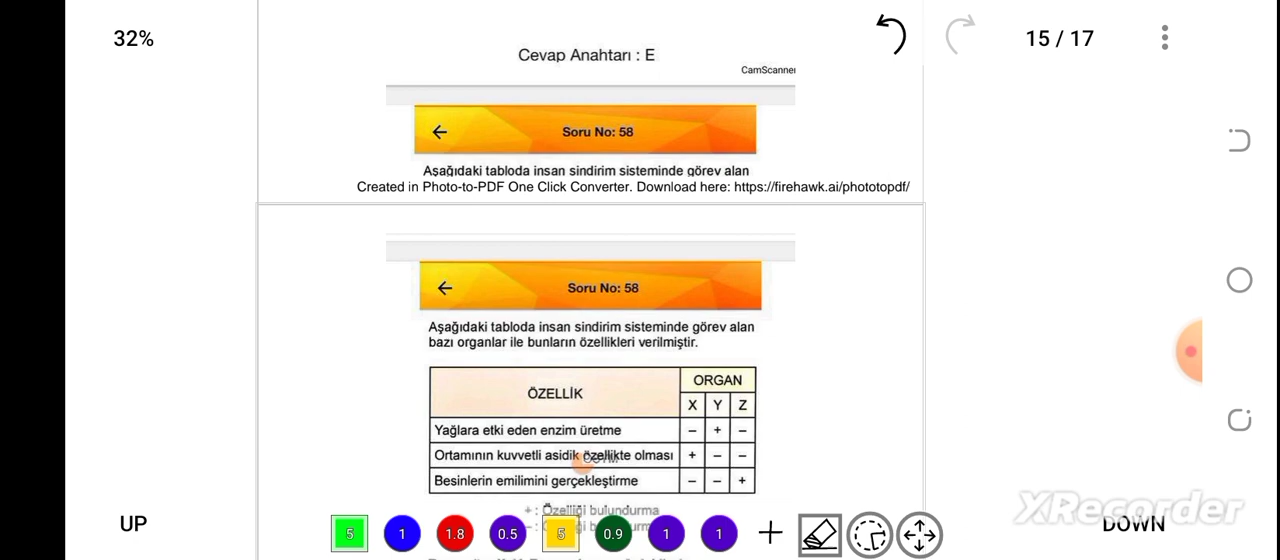 32%
15 / 17
Cevap Anahtarı : E
CamScanner
Soru No: 58
Aşağıdaki tabloda insan sindirim sisteminde görev alan
Created in Photo-to-PDF One Click Converter. Download here: https://firehawk.ai/phototopdf/
Soru No: 58
Aşağıdaki tabloda insan sindirim sisteminde görev alan
bazı organlar ile bunların özellikleri verilmiştir.
ÖZELLİK
ORGAN
X Y Z
Yağlara etki eden enzim üretme – + –
Ortamının kuvvetli asidik özellikte olması + – –
Besinlerin emilimini gerçekleştirme – – +
+ : Özelliği bulundurma
UP
5 1 1.8 0.5 5 0.9 1 1
DOWN
XRecorder